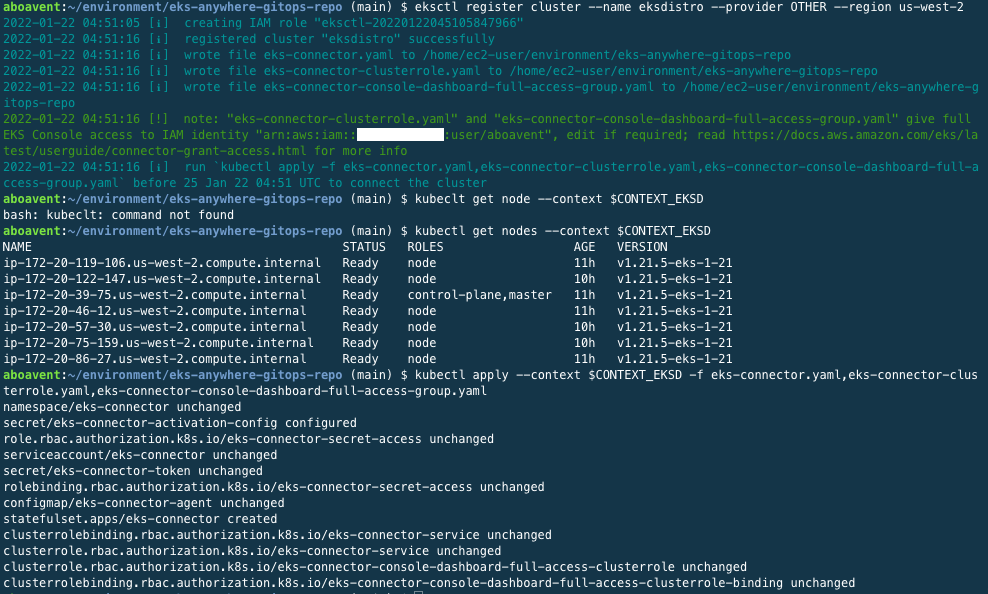 aboavent:~/environment/eks-anywhere-gitops-repo (main) $ eksctl register cluster --name eksdistro --provider OTHER --region us-west-2
2022-01-22 04:51:05 [ℹ]  creating IAM role "eksctl-20220122045105847966"
2022-01-22 04:51:16 [ℹ]  registered cluster "eksdistro" successfully
2022-01-22 04:51:16 [ℹ]  wrote file eks-connector.yaml to /home/ec2-user/environment/eks-anywhere-gitops-repo
2022-01-22 04:51:16 [ℹ]  wrote file eks-connector-clusterrole.yaml to /home/ec2-user/environment/eks-anywhere-gitops-repo
2022-01-22 04:51:16 [ℹ]  wrote file eks-connector-console-dashboard-full-access-group.yaml to /home/ec2-user/environment/eks-anywhere-g
itops-repo
2022-01-22 04:51:16 [!]  note: "eks-connector-clusterrole.yaml" and "eks-connector-console-dashboard-full-access-group.yaml" give full
EKS Console access to IAM identity "arn:aws:iam:: :user/aboavent", edit if required; read https://docs.aws.amazon.com/eks/la
test/userguide/connector-grant-access.html for more info
2022-01-22 04:51:16 [ℹ]  run `kubectl apply -f eks-connector.yaml,eks-connector-clusterrole.yaml,eks-connector-console-dashboard-full-a
ccess-group.yaml` before 25 Jan 22 04:51 UTC to connect the cluster
aboavent:~/environment/eks-anywhere-gitops-repo (main) $ kubeclt get node --context $CONTEXT_EKSD
bash: kubeclt: command not found
aboavent:~/environment/eks-anywhere-gitops-repo (main) $ kubectl get nodes --context $CONTEXT_EKSD
NAME STATUS ROLES AGE VERSION
ip-172-20-119-106.us-west-2.compute.internal Ready node 11h v1.21.5-eks-1-21
ip-172-20-122-147.us-west-2.compute.internal Ready node 10h v1.21.5-eks-1-21
ip-172-20-39-75.us-west-2.compute.internal Ready control-plane,master 11h v1.21.5-eks-1-21
ip-172-20-46-12.us-west-2.compute.internal Ready node 11h v1.21.5-eks-1-21
ip-172-20-57-30.us-west-2.compute.internal Ready node 10h v1.21.5-eks-1-21
ip-172-20-75-159.us-west-2.compute.internal Ready node 10h v1.21.5-eks-1-21
ip-172-20-86-27.us-west-2.compute.internal Ready node 11h v1.21.5-eks-1-21
aboavent:~/environment/eks-anywhere-gitops-repo (main) $ kubectl apply --context $CONTEXT_EKSD -f eks-connector.yaml,eks-connector-clus
terrole.yaml,eks-connector-console-dashboard-full-access-group.yaml
namespace/eks-connector unchanged
secret/eks-connector-activation-config configured
role.rbac.authorization.k8s.io/eks-connector-secret-access unchanged
serviceaccount/eks-connector unchanged
secret/eks-connector-token unchanged
rolebinding.rbac.authorization.k8s.io/eks-connector-secret-access unchanged
configmap/eks-connector-agent unchanged
statefulset.apps/eks-connector created
clusterrolebinding.rbac.authorization.k8s.io/eks-connector-service unchanged
clusterrole.rbac.authorization.k8s.io/eks-connector-service unchanged
clusterrole.rbac.authorization.k8s.io/eks-connector-console-dashboard-full-access-clusterrole unchanged
clusterrolebinding.rbac.authorization.k8s.io/eks-connector-console-dashboard-full-access-clusterrole-binding unchanged